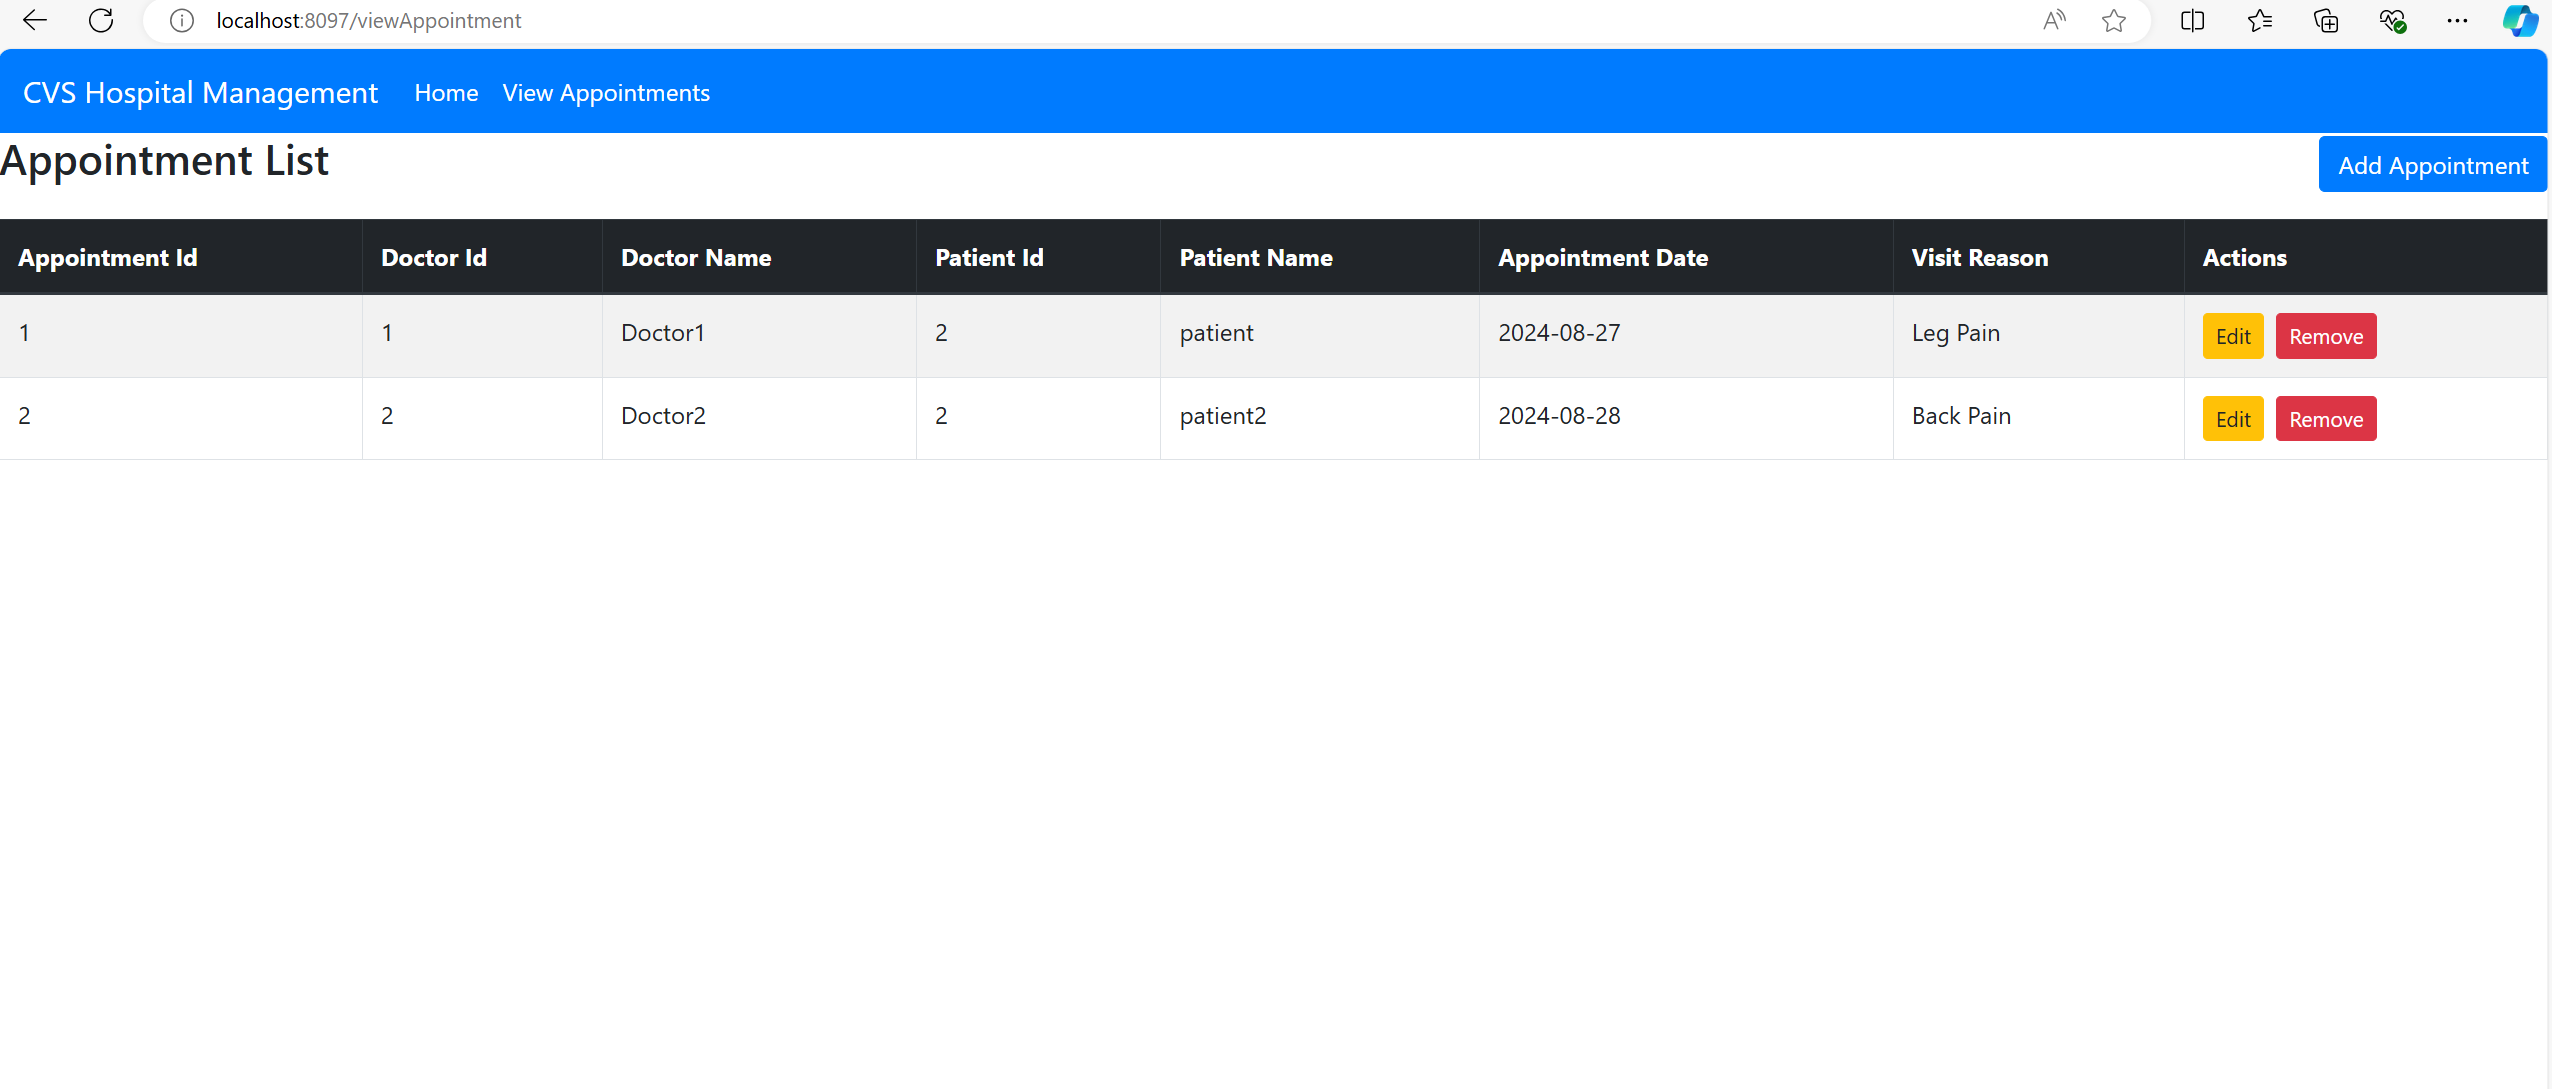 localhost:8097/viewAppointment
CVS Hospital Management Home View Appointments
Appointment List Add Appointment
Appointment Id Doctor Id Doctor Name Patient Id Patient Name Appointment Date Visit Reason Actions
1 1 Doctor1 2 patient 2024-08-27 Leg Pain Edit Remove
2 2 Doctor2 2 patient2 2024-08-28 Back Pain Edit Remove